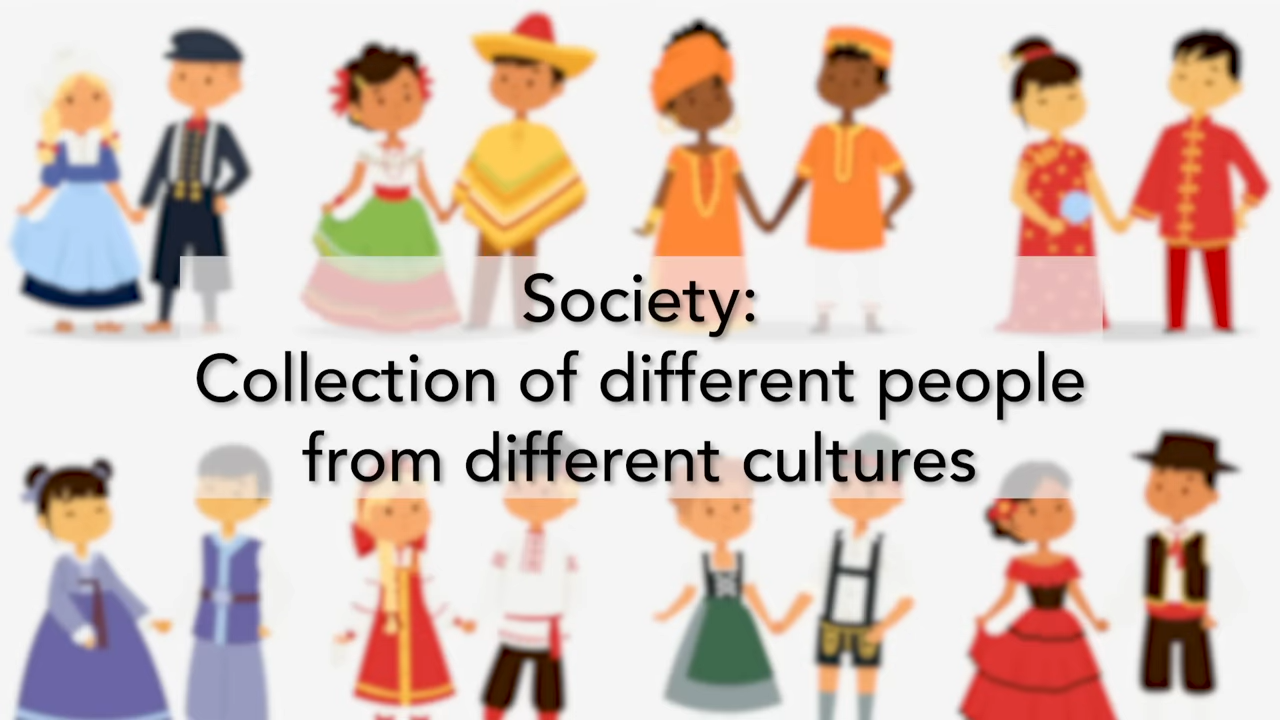 Society:
Collection of different people
from different cultures